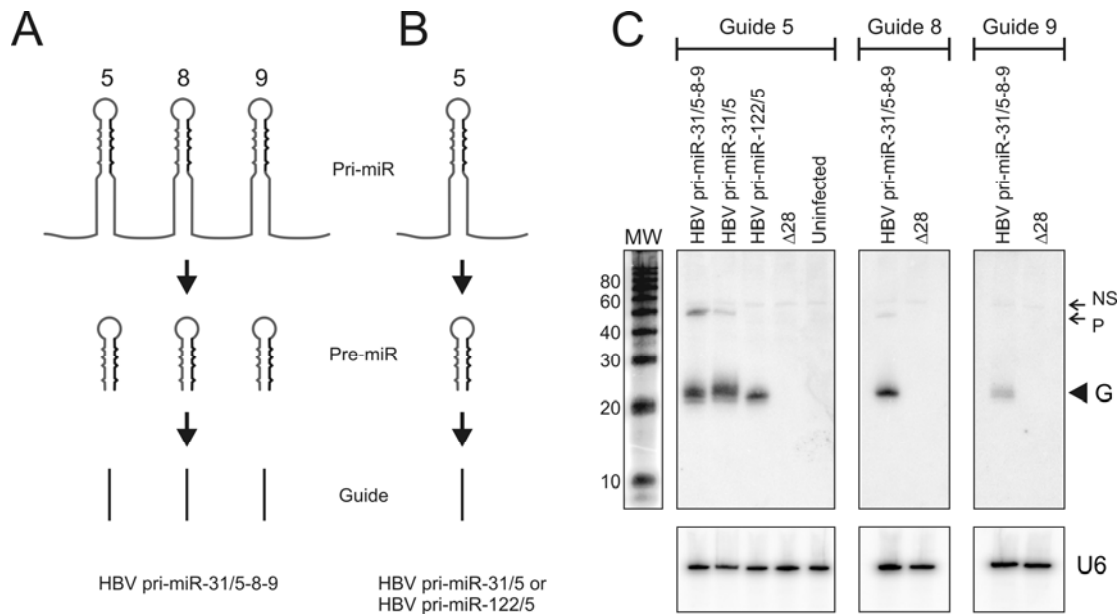 A
5 8 9
Pri-miR
Pre-miR
Guide
HBV pri-miR-31/5-8-9
B
5
HBV pri-miR-31/5 or
HBV pri-miR-122/5
C
Guide 5
Guide 8
Guide 9
MW
HBV pri-miR-31/5-8-9
HBV pri-miR-31/5
HBV pri-miR-122/5
Δ28
Uninfected
HBV pri-miR-31/5-8-9
Δ28
HBV pri-miR-31/5-8-9
Δ28
80
60
40
30
20
10
NS
P
G
U6